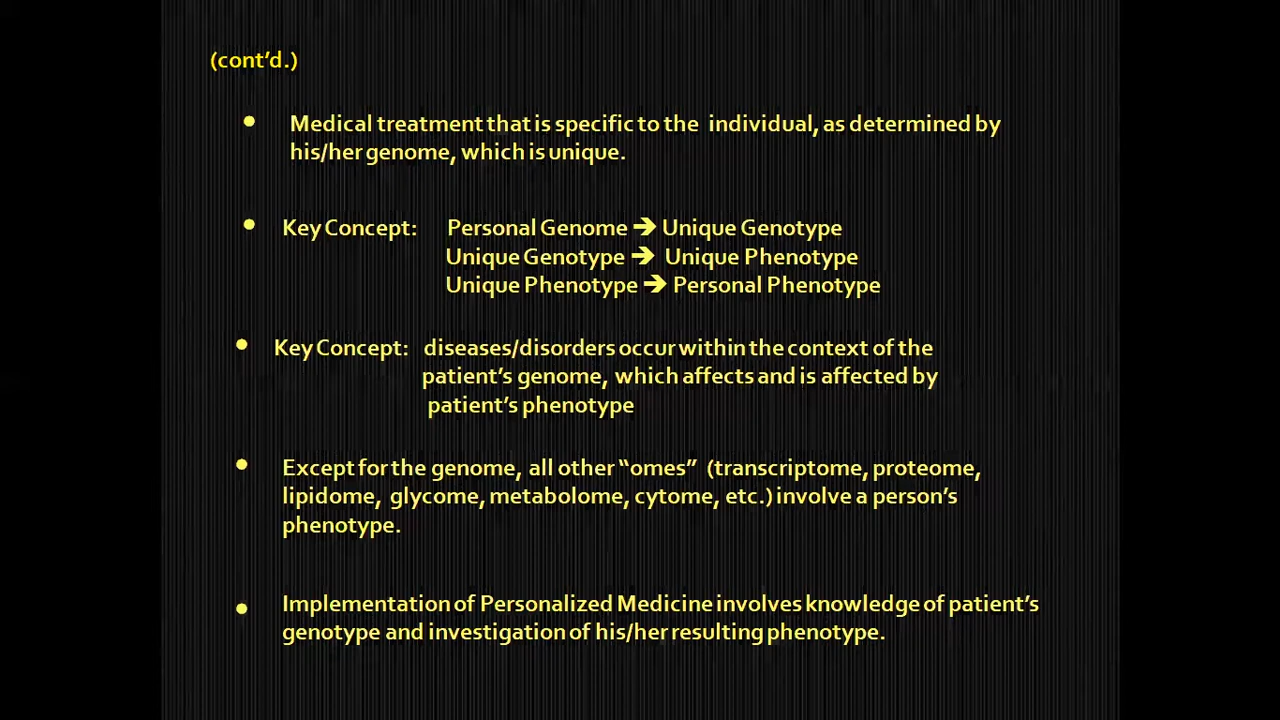 (cont’d.)
• Medical treatment that is specific to the individual, as determined by
his/her genome, which is unique.
• Key Concept: Personal Genome ➔ Unique Genotype
Unique Genotype ➔ Unique Phenotype
Unique Phenotype ➔ Personal Phenotype
• Key Concept: diseases/disorders occur within the context of the
patient’s genome, which affects and is affected by
patient’s phenotype
• Except for the genome, all other “omes” (transcriptome, proteome,
lipidome, glycome, metabolome, cytome, etc.) involve a person’s
phenotype.
• Implementation of Personalized Medicine involves knowledge of patient’s
genotype and investigation of his/her resulting phenotype.